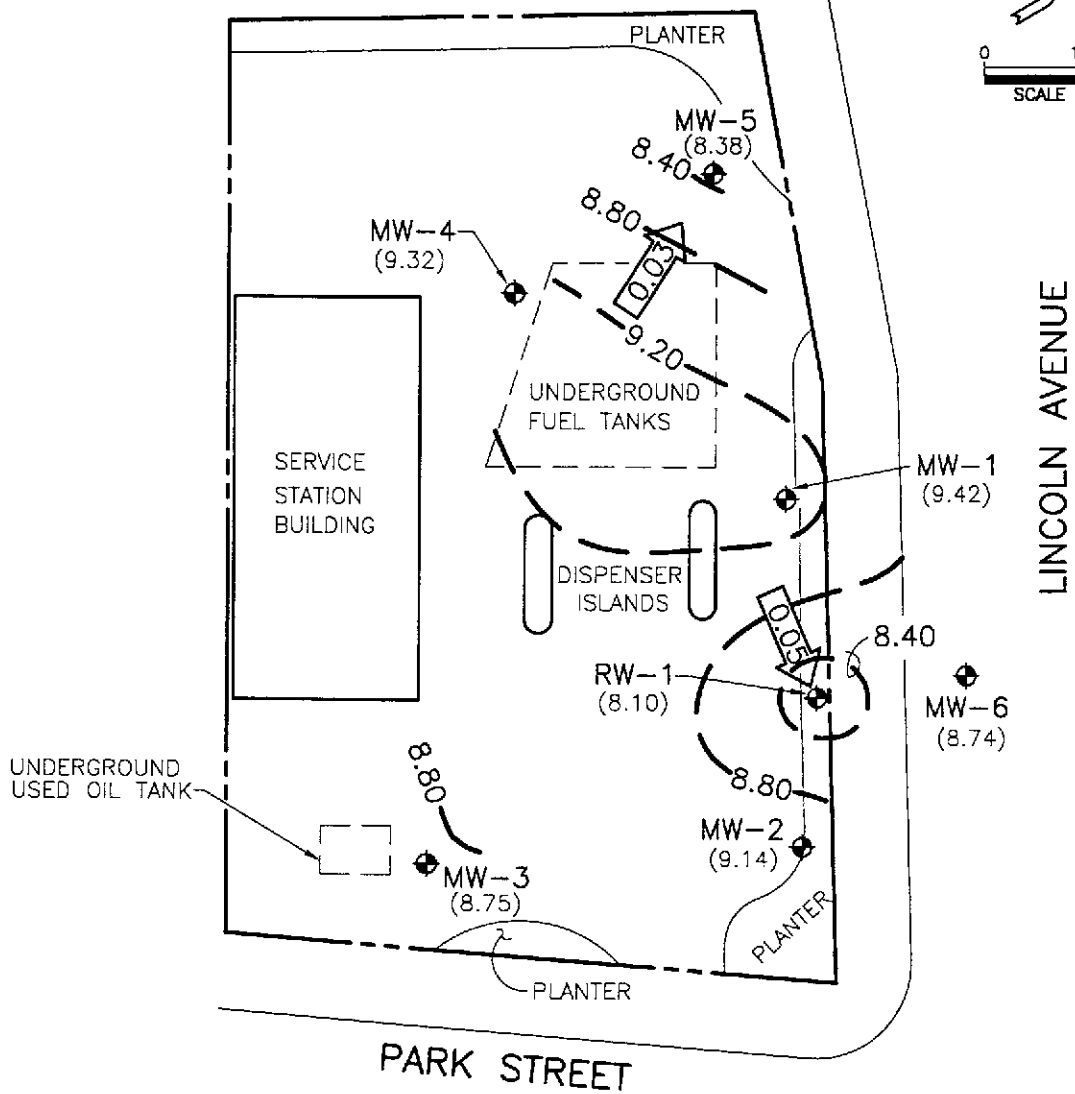 PLANTER
0
SCALE
MW-5
(8.38)
8.40
8.80
MW-4
(9.32)
0.03
9.20
UNDERGROUND
FUEL TANKS
LINCOLN AVENUE
SERVICE
STATION
BUILDING
MW-1
(9.42)
DISPENSER
ISLANDS
0.05
8.40
RW-1
(8.10)
MW-6
(8.74)
8.80
UNDERGROUND
USED OIL TANK
8.80
MW-2
(9.14)
MW-3
(8.75)
PLANTER
PLANTER
PARK STREET